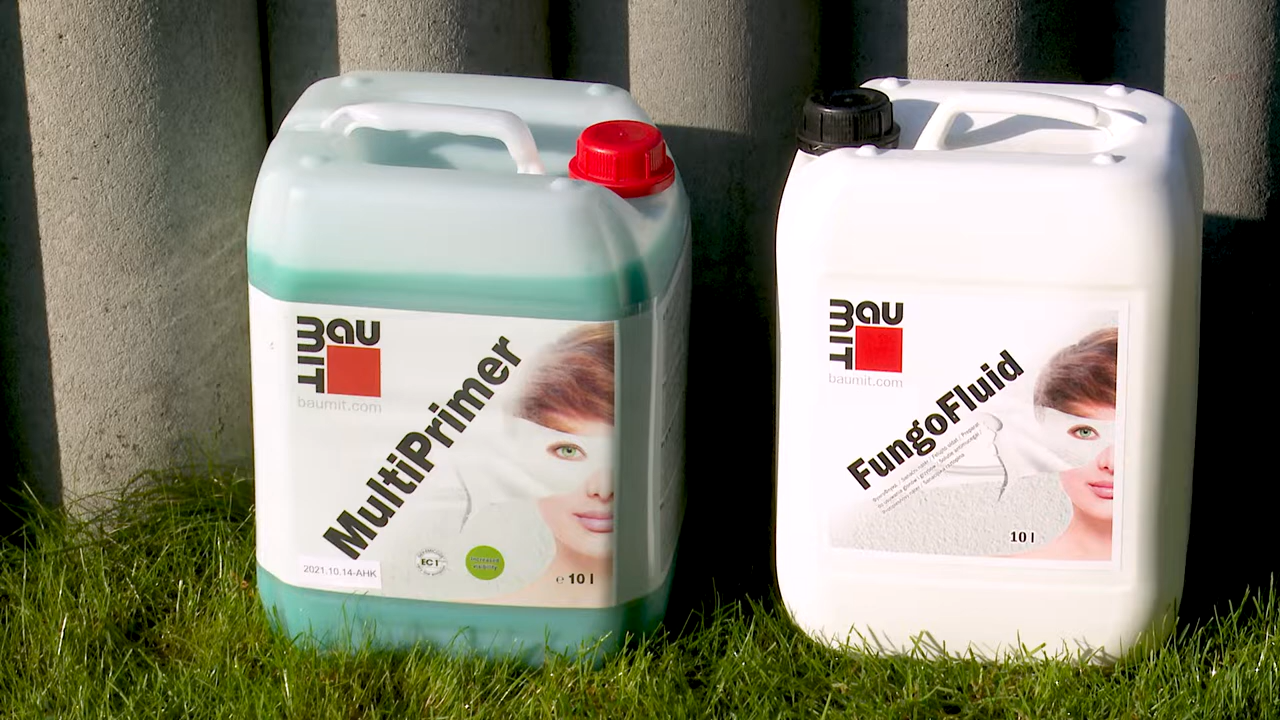 Bau
mit
baumit.com
MultiPrimer
2021.10.14-AHK
EC1
e 10 l
Bau
mit
baumit.com
FungoFluid
10 l